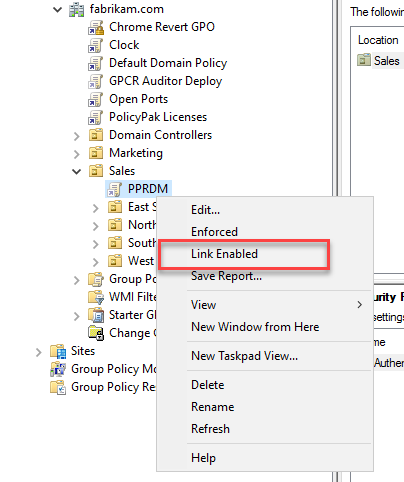 fabrikam.com
Chrome Revert GPO
Clock
Default Domain Policy
GPCR Auditor Deploy
Open Ports
PolicyPak Licenses
Domain Controllers
Marketing
Sales
PPRDM
East S
North
South
West
Group Po
WMI Filte
Starter G
Change C
Sites
Group Policy Mo
Group Policy Re
Edit...
Enforced
Link Enabled
Save Report...
View
New Window from Here
New Taskpad View...
Delete
Rename
Refresh
Help
The following
Location
Sales
curity F
settings
me
Auther